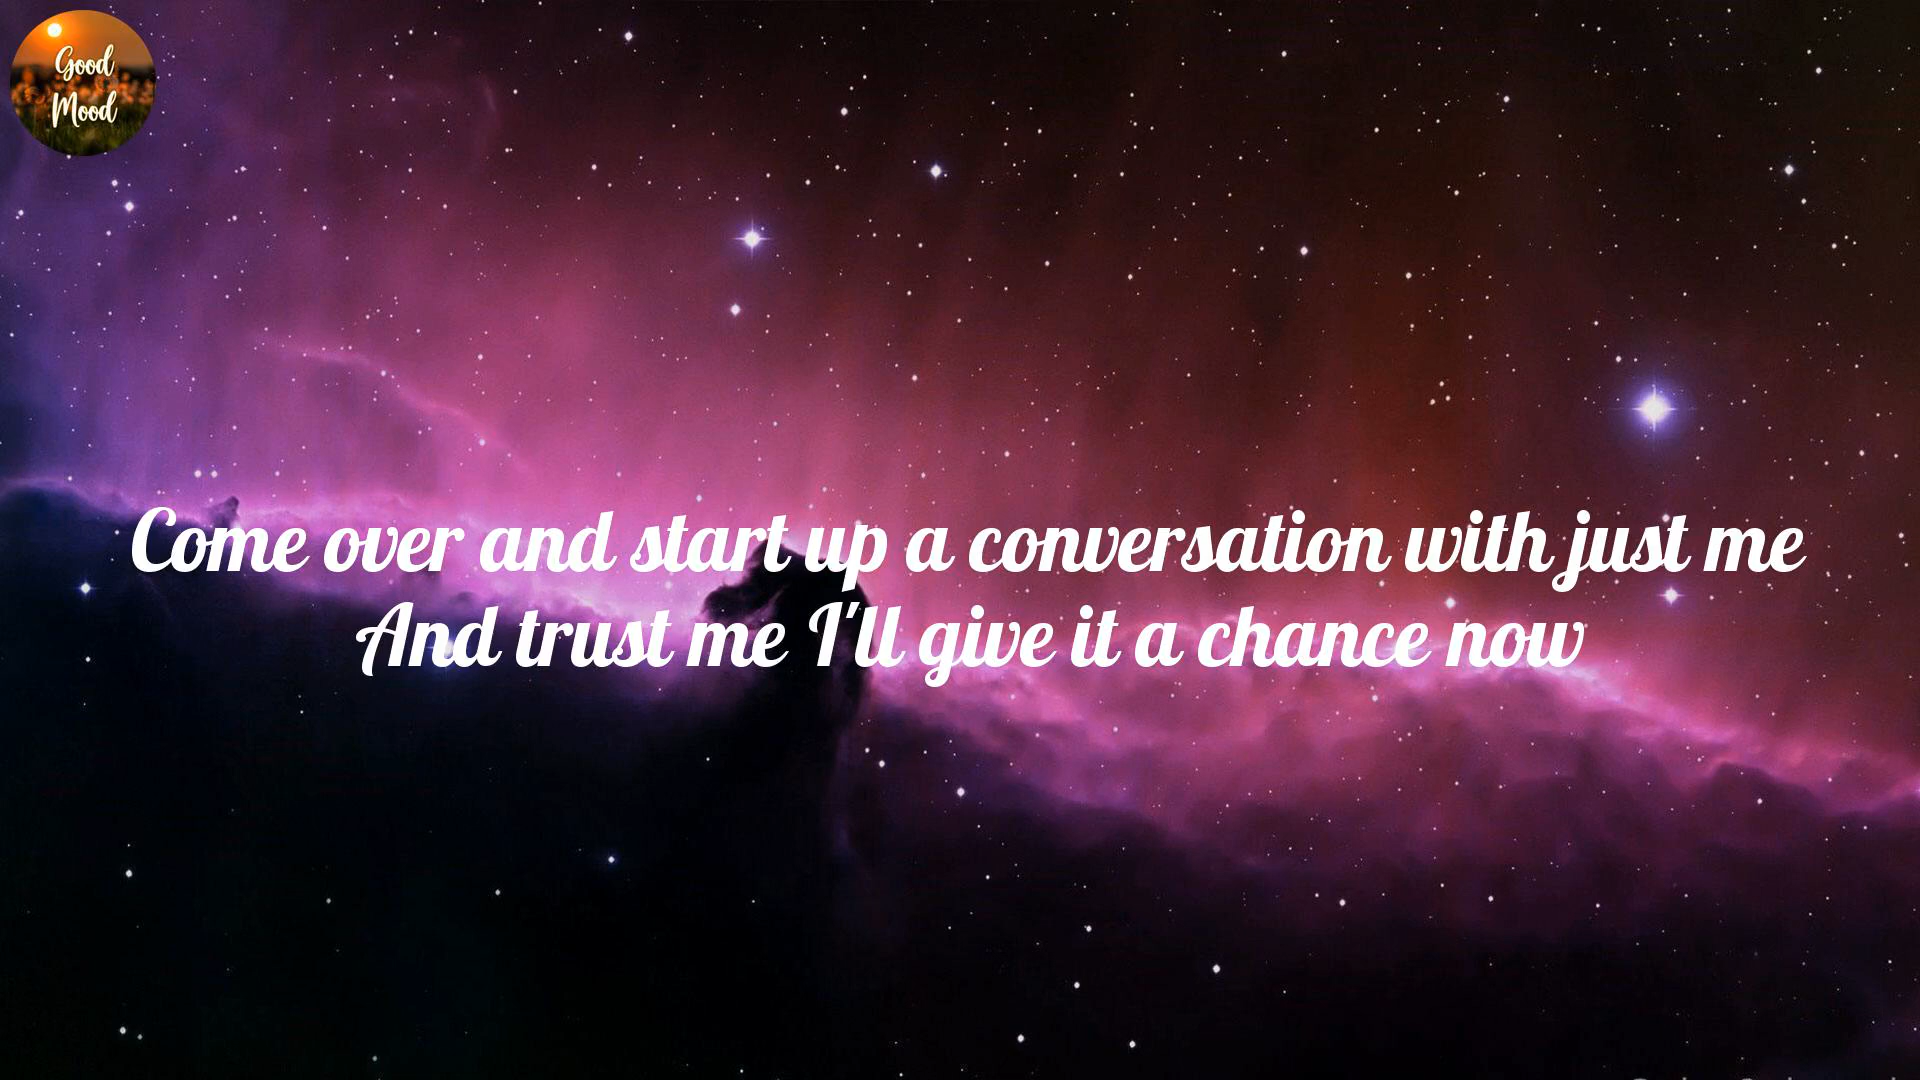 Good
Mood
Come over and start up a conversation with just me
And trust me I'll give it a chance now